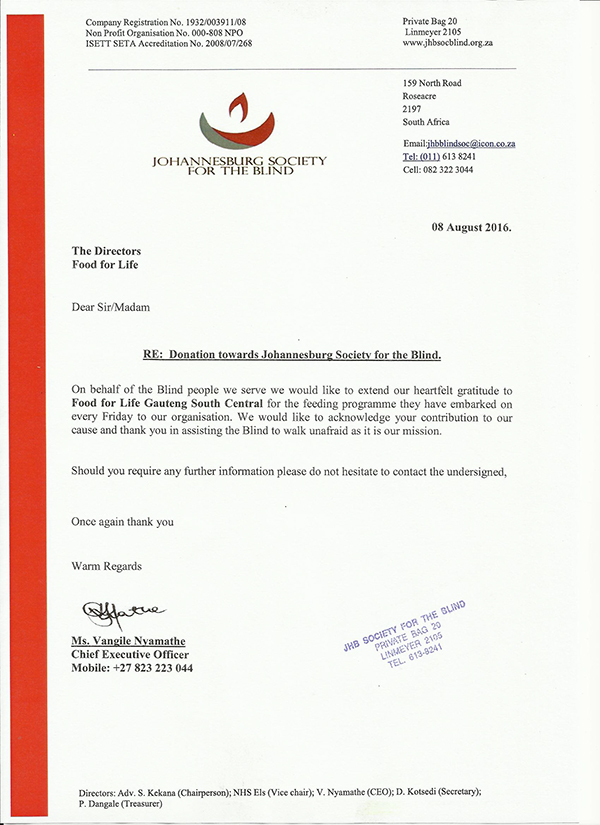 Company Registration No. 1932/003911/08
Non Profit Organisation No. 000-808 NPO
ISETT SETA Accreditation No. 2008/07/268
Private Bag 20
Linmeyer 2105
www.jhbsocblind.org.za
159 North Road
Roseacre
2197
South Africa
Email:jhbblindsoc@icon.co.za
Tel: (011) 613 8241
Cell: 082 322 3044
JOHANNESBURG SOCIETY
FOR THE BLIND
08 August 2016.
The Directors
Food for Life
Dear Sir/Madam
RE: Donation towards Johannesburg Society for the Blind.
On behalf of the Blind people we serve we would like to extend our heartfelt gratitude to
Food for Life Gauteng South Central for the feeding programme they have embarked on
every Friday to our organisation. We would like to acknowledge your contribution to our
cause and thank you in assisting the Blind to walk unafraid as it is our mission.
Should you require any further information please do not hesitate to contact the undersigned,
Once again thank you
Warm Regards
Ms. Vangile Nyamathe
Chief Executive Officer
Mobile: +27 823 223 044
JHB SOCIETY FOR THE BLIND
PRIVATE BAG 20
LINMEYER 2105
TEL. 613-8241
Directors: Adv. S. Kekana (Chairperson); NHS Els (Vice chair); V. Nyamathe (CEO); D. Kotsedi (Secretary);
P. Dangale (Treasurer)